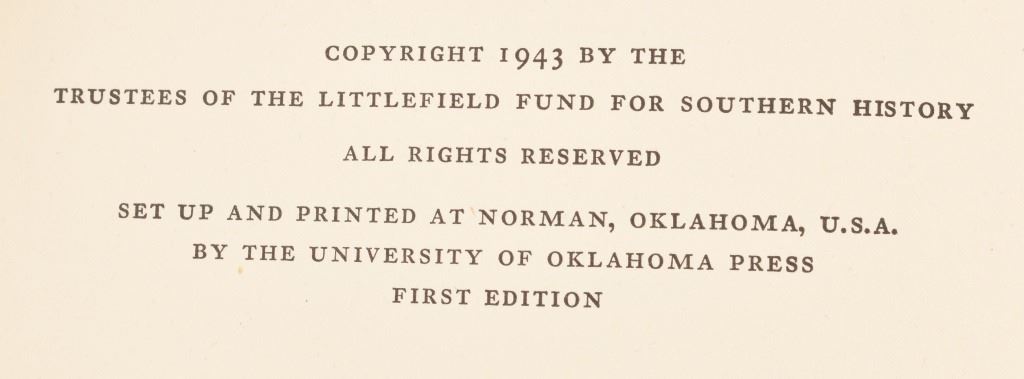 COPYRIGHT 1943 BY THE
TRUSTEES OF THE LITTLEFIELD FUND FOR SOUTHERN HISTORY
ALL RIGHTS RESERVED
SET UP AND PRINTED AT NORMAN, OKLAHOMA, U.S.A.
BY THE UNIVERSITY OF OKLAHOMA PRESS
FIRST EDITION